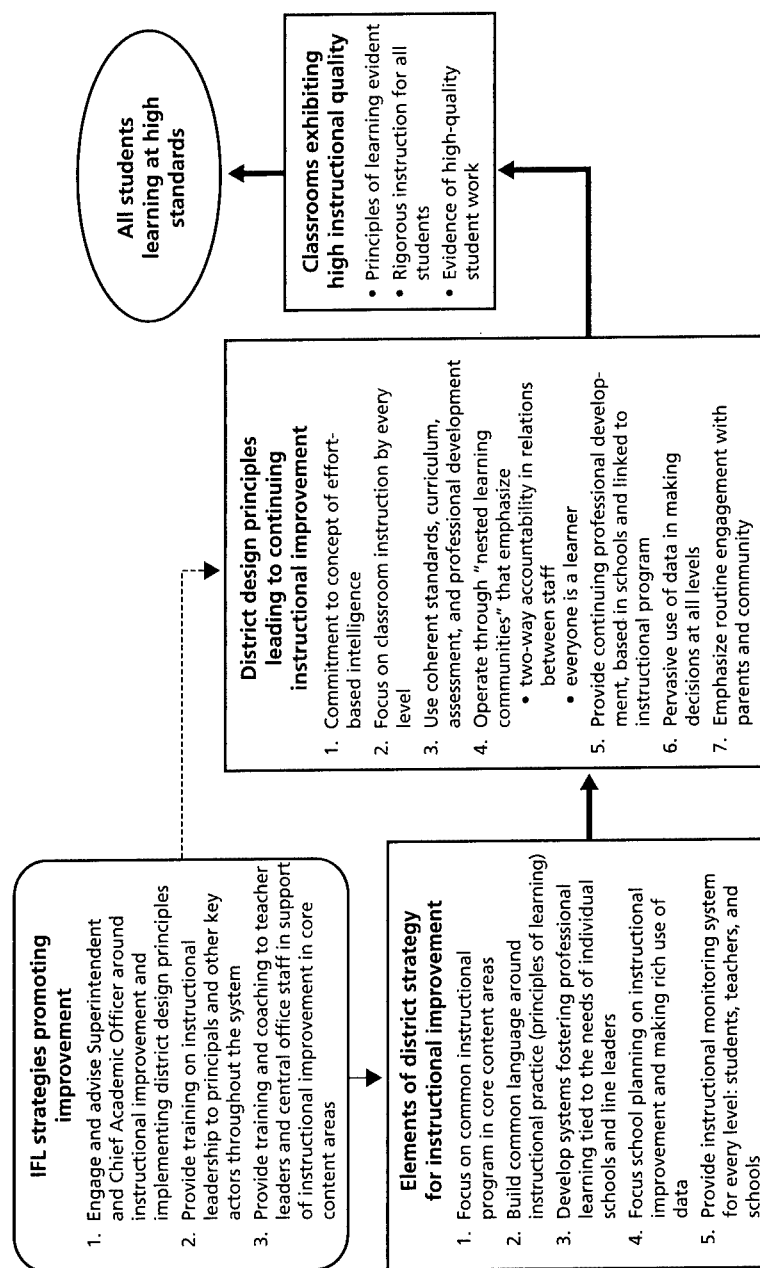 IFL strategies promoting
improvement
1. Engage and advise Superintendent
and Chief Academic Officer around
instructional improvement and
implementing district design principles
2. Provide training on instructional
leadership to principals and other key
actors throughout the system
3. Provide training and coaching to teacher
leaders and central office staff in support
of instructional improvement in core
content areas
Elements of district strategy
for instructional improvement
1. Focus on common instructional
program in core content areas
2. Build common language around
instructional practice (principles of learning)
3. Develop systems fostering professional
learning tied to the needs of individual
schools and line leaders
4. Focus school planning on instructional
improvement and making rich use of
data
5. Provide instructional monitoring system
for every level: students, teachers, and
schools
District design principles
leading to continuing
instructional improvement
1. Commitment to concept of effort-
based intelligence
2. Focus on classroom instruction by every
level
3. Use coherent standards, curriculum,
assessment, and professional development
4. Operate through "nested learning
communities" that emphasize
• two-way accountability in relations
between staff
• everyone is a learner
5. Provide continuing professional develop-
ment, based in schools and linked to
instructional program
6. Pervasive use of data in making
decisions at all levels
7. Emphasize routine engagement with
parents and community
Classrooms exhibiting
high instructional quality
• Principles of learning evident
• Rigorous instruction for all
students
• Evidence of high-quality
student work
All students
learning at high
standards